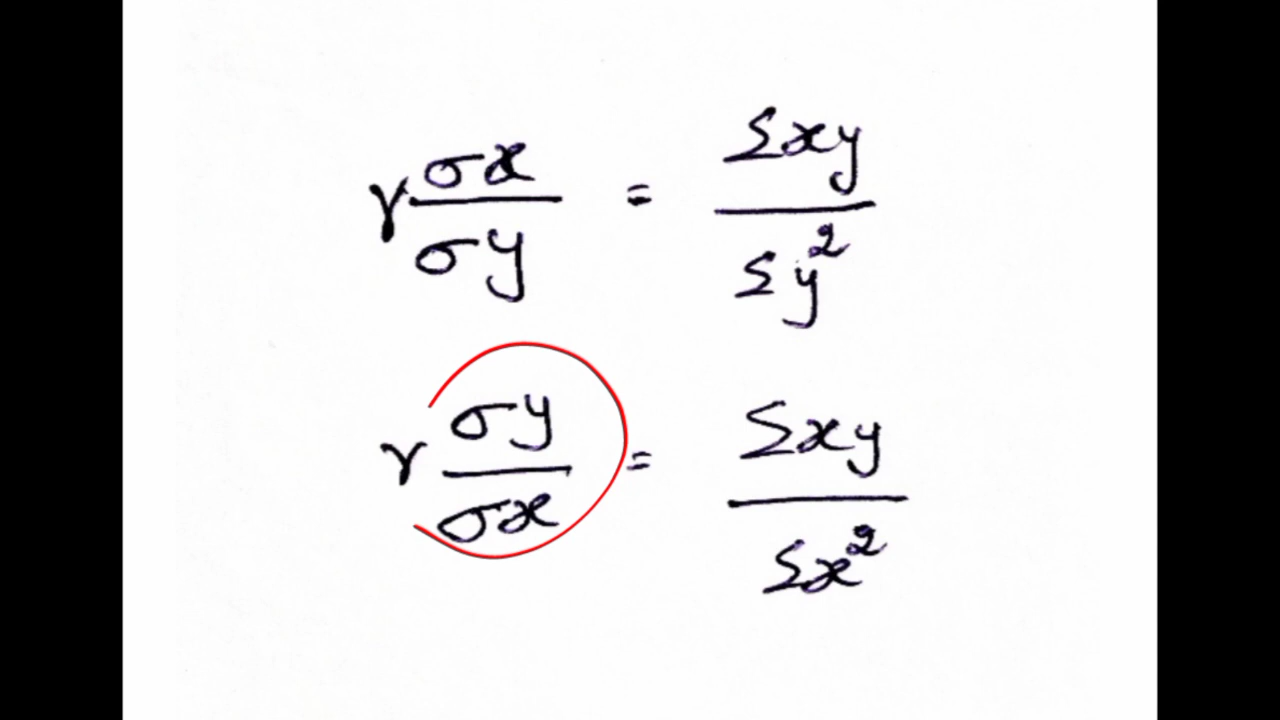 γ σx/σy = Σxy/Σy²
γ σy/σx = Σxy/Σx²